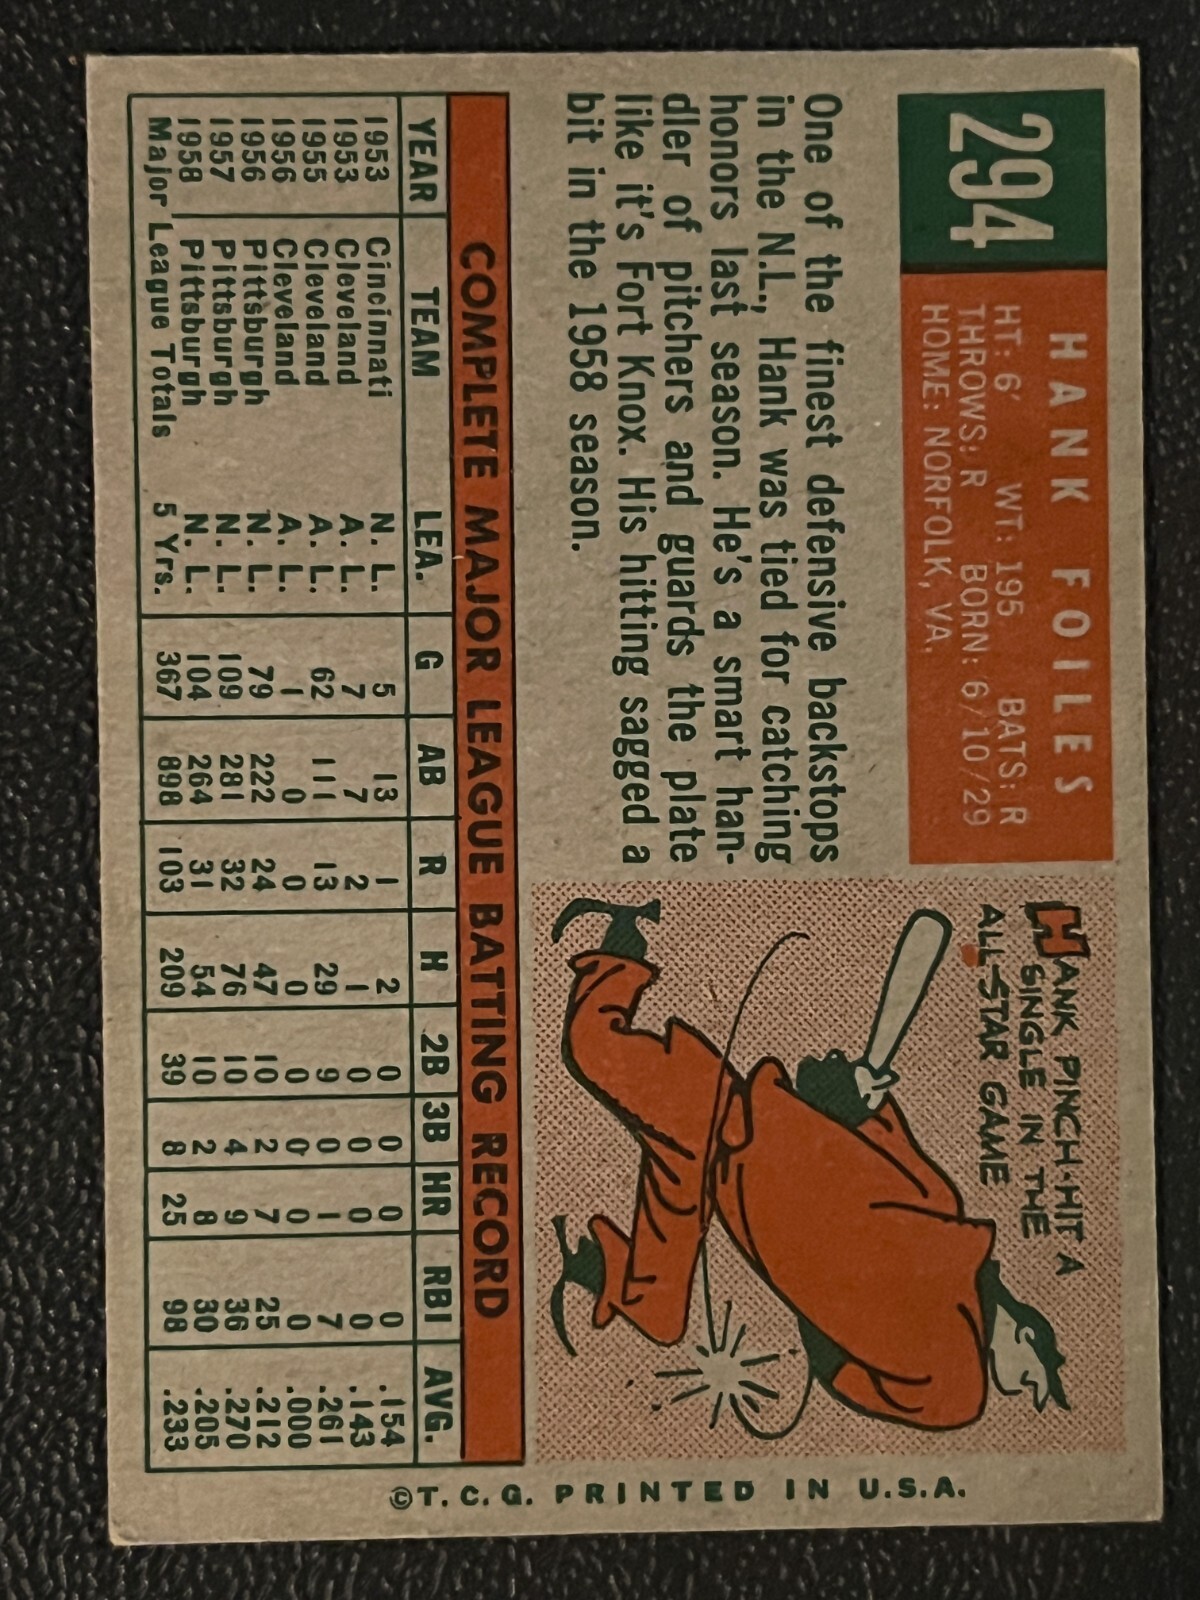 294
HANK FOILES
HT: 6' WT: 195. BATS: R
THROWS: R BORN: 6/10/29
HOME: NORFOLK, VA.
One of the finest defensive backstops
in the N.L., Hank was tied for catching
honors last season. He's a smart han-
dler of pitchers and guards the plate
like it's Fort Knox. His hitting sagged a
bit in the 1958 season.
HANK PINCH-HIT A
SINGLE IN THE
ALL-STAR GAME
COMPLETE MAJOR LEAGUE BATTING RECORD
YEAR TEAM LEA. G AB R H 2B 3B HR RBI AVG.
1953 Cincinnati N. L. 5 13 1 2 0 0 0 0 .154
1953 Cleveland A. L. 7 7 2 1 0 0 0 0 .143
1955 Cleveland A. L. 62 111 13 29 9 0 1 7 .261
1956 Cleveland A. L. 1 0 0 0 0 0 0 0 .000
1956 Pittsburgh N. L. 79 222 24 47 10 2 7 25 .212
1957 Pittsburgh N. L. 109 281 32 76 10 4 9 36 .270
1958 Pittsburgh N. L. 104 264 31 54 10 2 8 30 .205
Major League Totals 5 Yrs. 367 898 103 209 39 8 25 98 .233
©T. C. G. PRINTED IN U.S.A.